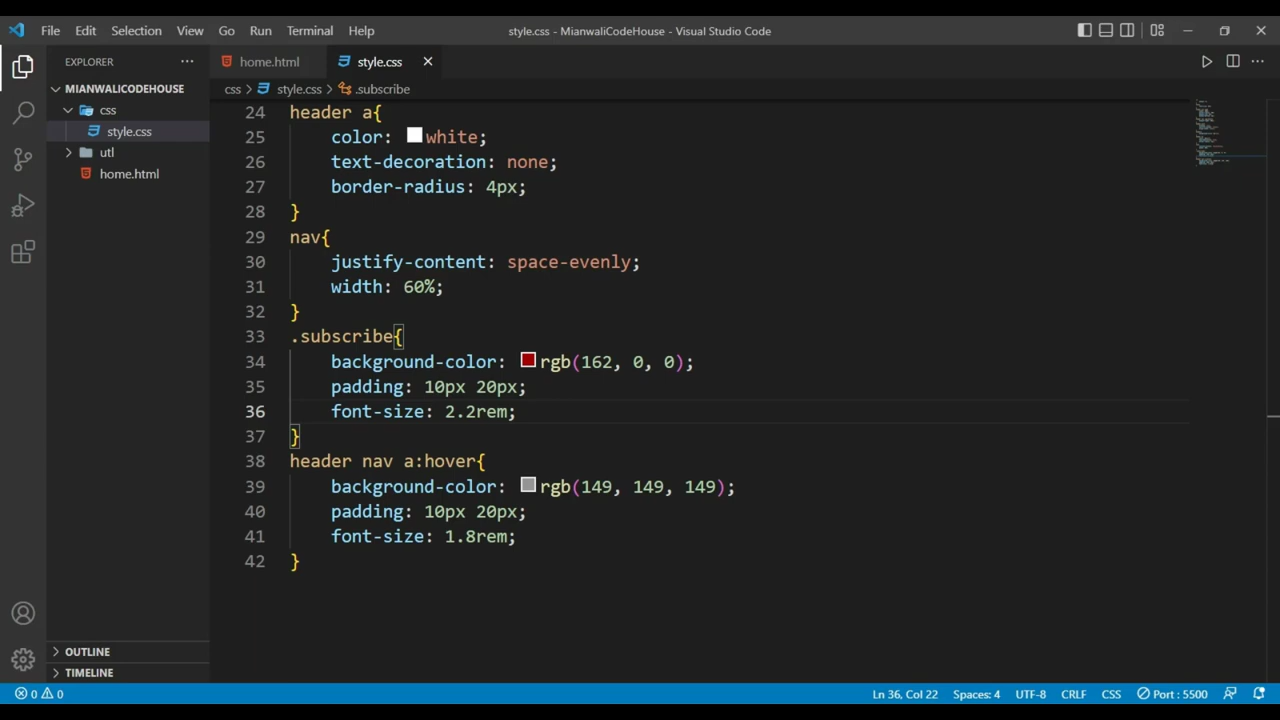 File Edit Selection View Go Run Terminal Help style.css - MianwaliCodeHouse - Visual Studio Code
EXPLORER ···
home.html style.css
MIANWALICODEHOUSE
css
style.css
utl
home.html
css > style.css > .subscribe
24 header a{
25 color: white;
26 text-decoration: none;
27 border-radius: 4px;
28 }
29 nav{
30 justify-content: space-evenly;
31 width: 60%;
32 }
33 .subscribe{
34 background-color: rgb(162, 0, 0);
35 padding: 10px 20px;
36 font-size: 2.2rem;
37 }
38 header nav a:hover{
39 background-color: rgb(149, 149, 149);
40 padding: 10px 20px;
41 font-size: 1.8rem;
42 }
OUTLINE
TIMELINE
0 0 Ln 36, Col 22 Spaces: 4 UTF-8 CRLF CSS Port : 5500